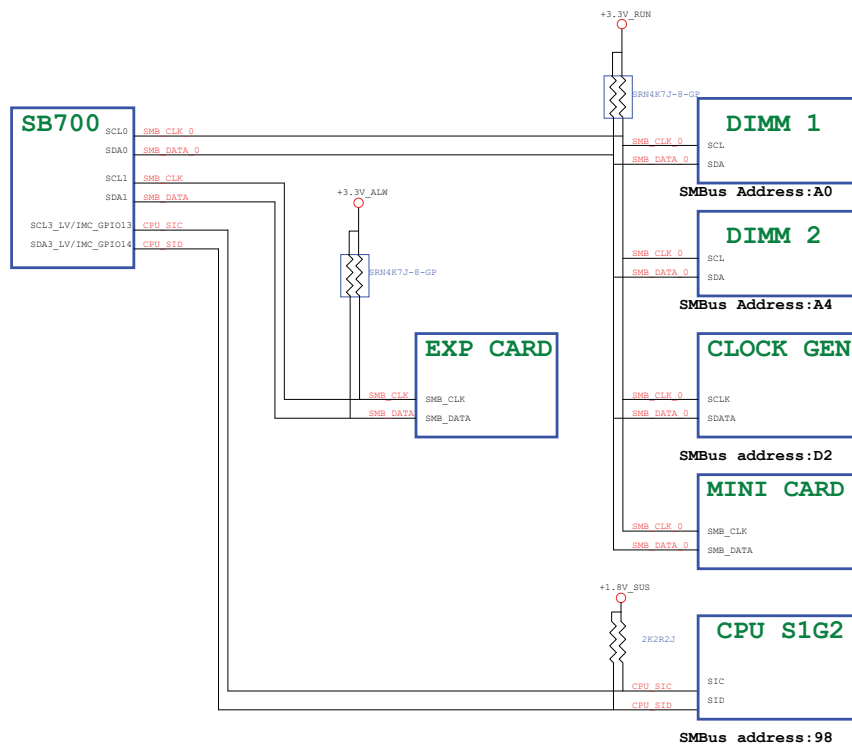 +3.3V_RUN
SRN4K7J-8-GP
SB700
SCL0 SMB_CLK_0
SDA0 SMB_DATA_0
SCL1 SMB_CLK
SDA1 SMB_DATA
SCL3_LV/IMC_GPIO13 CPU_SIC
SDA3_LV/IMC_GPIO14 CPU_SID
DIMM 1
SMB_CLK_0 SCL
SMB_DATA_0 SDA
SMBus Address:A0
+3.3V_ALW
SRN4K7J-8-GP
DIMM 2
SMB_CLK_0 SCL
SMB_DATA_0 SDA
SMBus Address:A4
EXP CARD
SMB_CLK SMB_CLK
SMB_DATA SMB_DATA
CLOCK GEN
SMB_CLK_0 SCLK
SMB_DATA_0 SDATA
SMBus address:D2
MINI CARD
SMB_CLK_0 SMB_CLK
SMB_DATA_0 SMB_DATA
+1.8V_SUS
2K2R2J
CPU S1G2
CPU_SIC SIC
CPU_SID SID
SMBus address:98